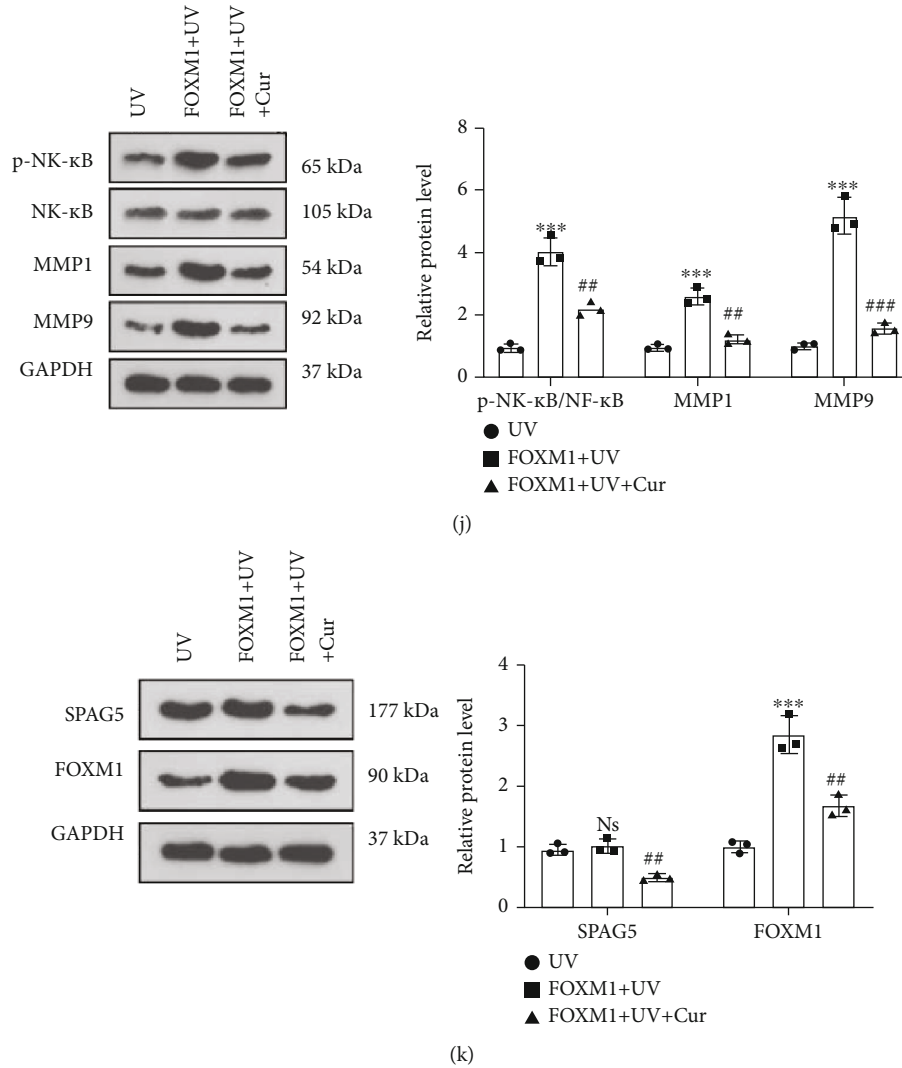 UV
FOXM1+UV
FOXM1+UV
+Cur
p-NK-κB
65 kDa
NK-κB
105 kDa
MMP1
54 kDa
MMP9
92 kDa
GAPDH
37 kDa
Relative protein level
8
6
4
2
0
***
##
***
##
***
###
p-NK-κB/NF-κB
MMP1
MMP9
UV
FOXM1+UV
FOXM1+UV+Cur
(j)
UV
FOXM1+UV
FOXM1+UV
+Cur
SPAG5
177 kDa
FOXM1
90 kDa
GAPDH
37 kDa
Relative protein level
4
3
2
1
0
Ns
##
***
##
SPAG5
FOXM1
UV
FOXM1+UV
FOXM1+UV+Cur
(k)